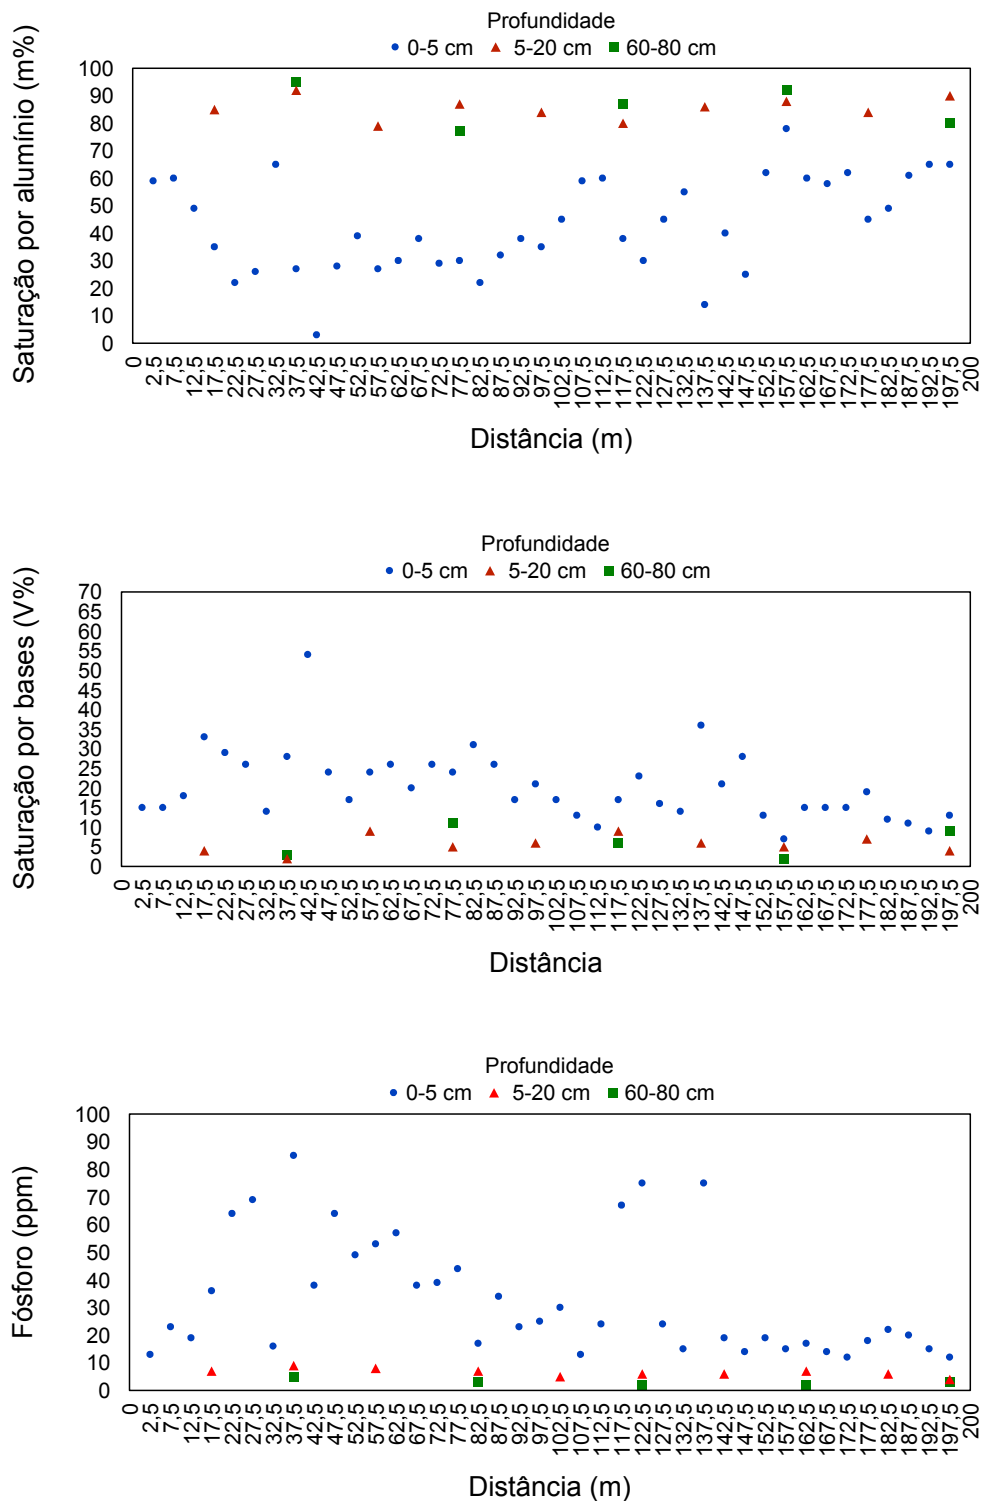 Profundidade
0-5 cm 5-20 cm 60-80 cm
Saturação por alumínio (m%)
100
90
80
70
60
50
40
30
20
10
0
0 2,5 7,5 12,5 17,5 22,5 27,5 32,5 37,5 42,5 47,5 52,5 57,5 62,5 67,5 72,5 77,5 82,5 87,5 92,5 97,5 102,5 107,5 112,5 117,5 122,5 127,5 132,5 137,5 142,5 147,5 152,5 157,5 162,5 167,5 172,5 177,5 182,5 187,5 192,5 197,5 200
Distância (m)
Profundidade
0-5 cm 5-20 cm 60-80 cm
Saturação por bases (V%)
70
65
60
55
50
45
40
35
30
25
20
15
10
5
0
0 2,5 7,5 12,5 17,5 22,5 27,5 32,5 37,5 42,5 47,5 52,5 57,5 62,5 67,5 72,5 77,5 82,5 87,5 92,5 97,5 102,5 107,5 112,5 117,5 122,5 127,5 132,5 137,5 142,5 147,5 152,5 157,5 162,5 167,5 172,5 177,5 182,5 187,5 192,5 197,5 200
Distância
Profundidade
0-5 cm 5-20 cm 60-80 cm
Fósforo (ppm)
100
90
80
70
60
50
40
30
20
10
0
0 2,5 7,5 12,5 17,5 22,5 27,5 32,5 37,5 42,5 47,5 52,5 57,5 62,5 67,5 72,5 77,5 82,5 87,5 92,5 97,5 102,5 107,5 112,5 117,5 122,5 127,5 132,5 137,5 142,5 147,5 152,5 157,5 162,5 167,5 172,5 177,5 182,5 187,5 192,5 197,5 200
Distância (m)